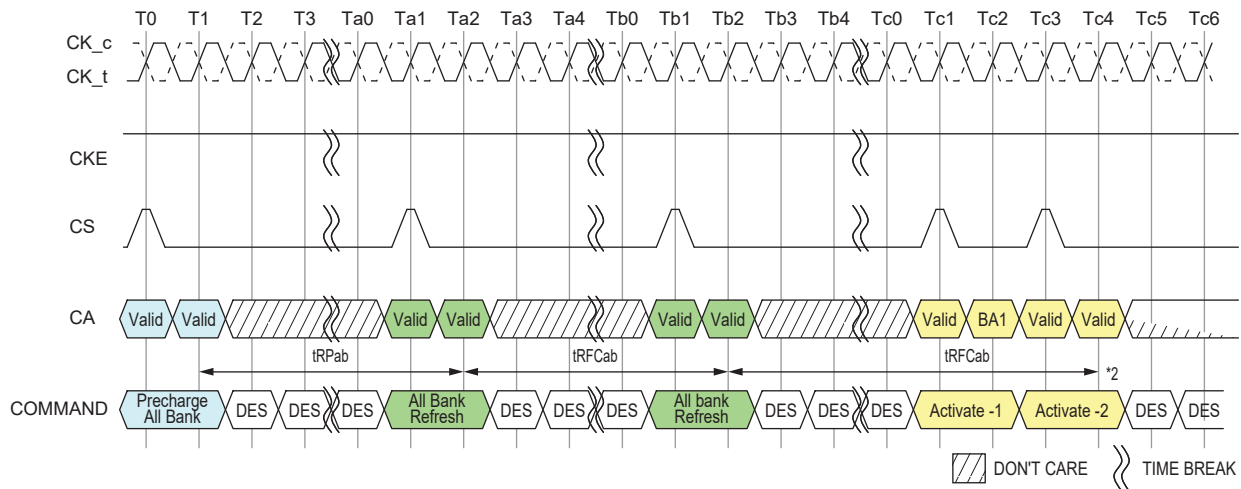 T0 T1 T2 T3 Ta0 Ta1 Ta2 Ta3 Ta4 Tb0 Tb1 Tb2 Tb3 Tb4 Tc0 Tc1 Tc2 Tc3 Tc4 Tc5 Tc6
CK_c
CK_t
CKE
CS
CA Valid Valid Valid Valid Valid Valid Valid BA1 Valid Valid
tRPab tRFCab tRFCab *2
COMMAND Precharge All Bank DES DES DES All Bank Refresh DES DES DES All bank Refresh DES DES DES Activate -1 Activate -2 DES DES
DON'T CARE TIME BREAK